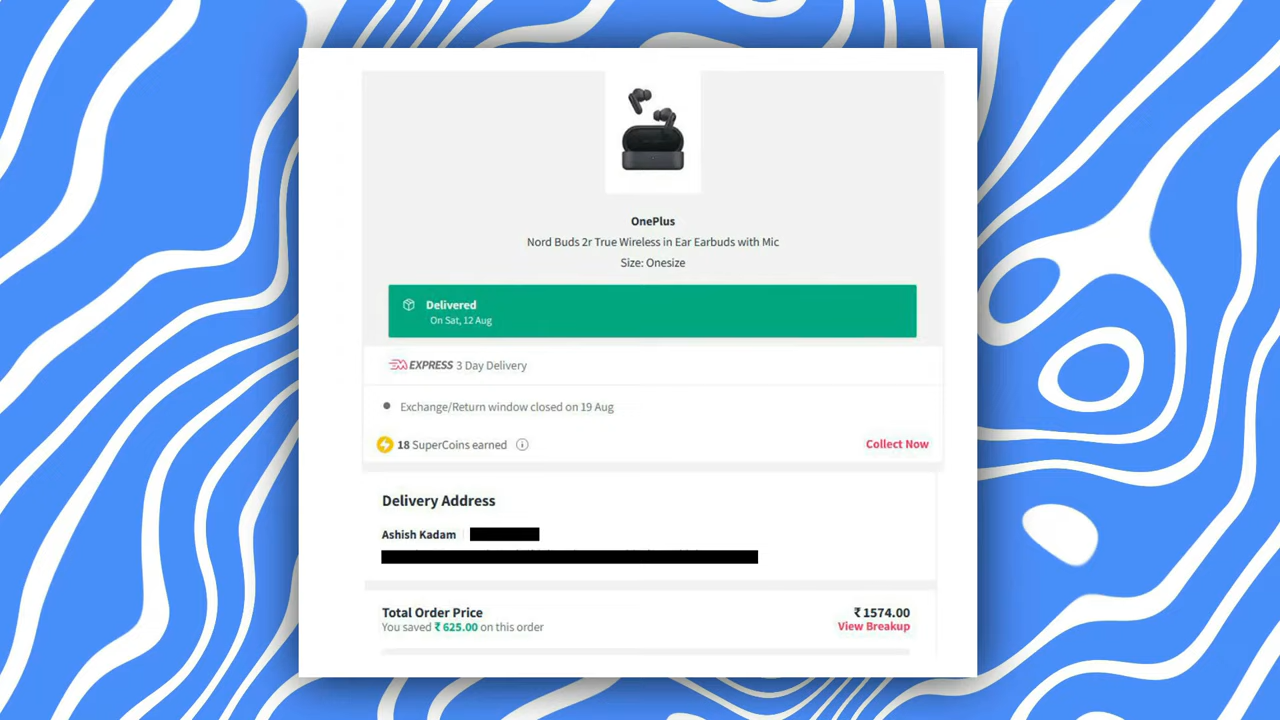 OnePlus
Nord Buds 2r True Wireless in Ear Earbuds with Mic
Size: Onesize
Delivered
On Sat, 12 Aug
EXPRESS 3 Day Delivery
Exchange/Return window closed on 19 Aug
18 SuperCoins earned
Collect Now
Delivery Address
Ashish Kadam
Total Order Price ₹ 1574.00
You saved ₹ 625.00 on this order View Breakup